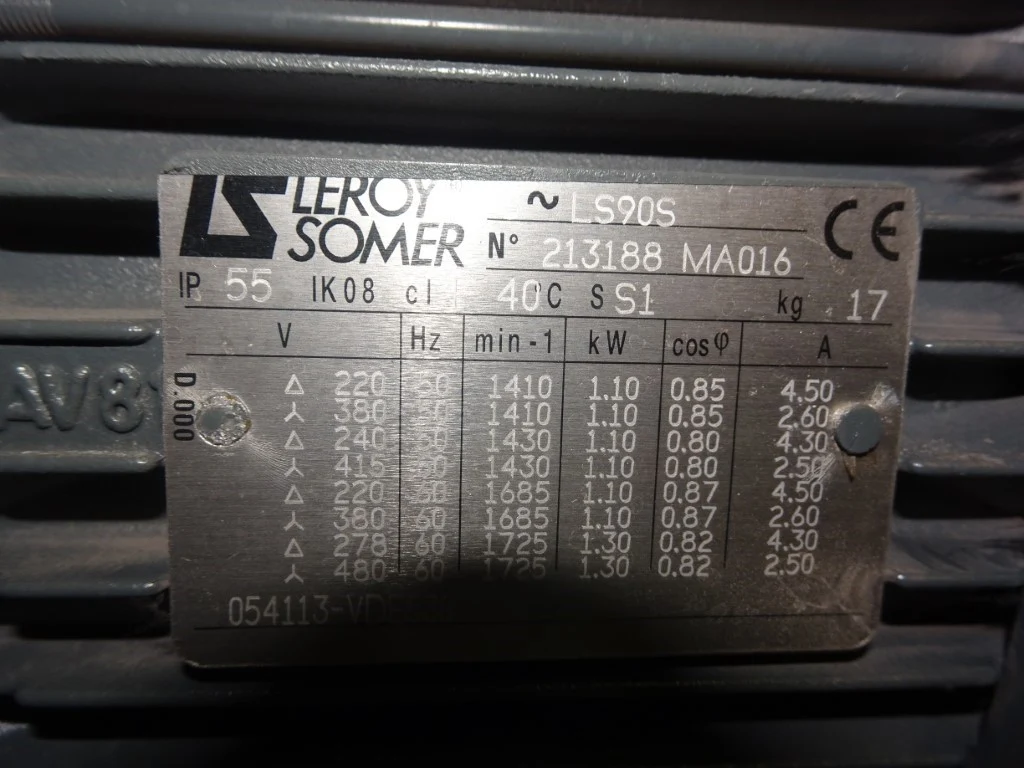 LEROY
SOMER
~ LS90S
N° 213188 MA016
CE
IP 55 IK08 cl 40°C S S1 kg 17
V Hz min-1 kW cosφ A
Δ 220 50 1410 1.10 0.85 4.50
⅄ 380 50 1410 1.10 0.85 2.60
Δ 240 50 1430 1.10 0.80 4.30
⅄ 415 50 1430 1.10 0.80 2.50
Δ 220 60 1685 1.10 0.87 4.50
⅄ 380 60 1685 1.10 0.87 2.60
Δ 278 60 1725 1.30 0.82 4.30
⅄ 480 60 1725 1.30 0.82 2.50
D.000